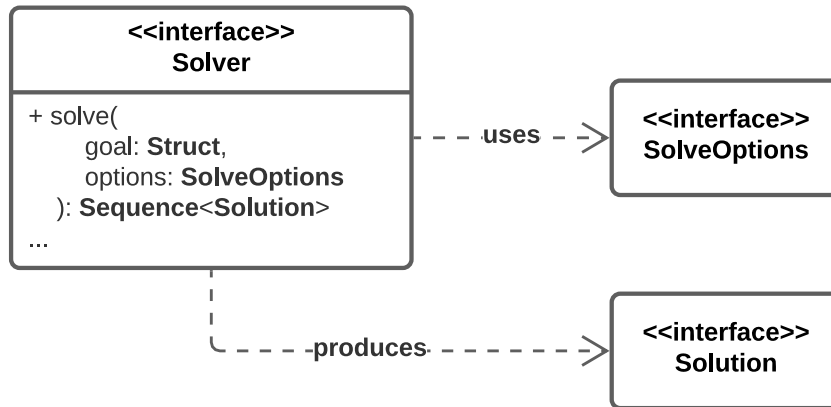 <<interface>>
Solver
+ solve(
goal: Struct,
options: SolveOptions
): Sequence<Solution>
...
uses
<<interface>>
SolveOptions
produces
<<interface>>
Solution